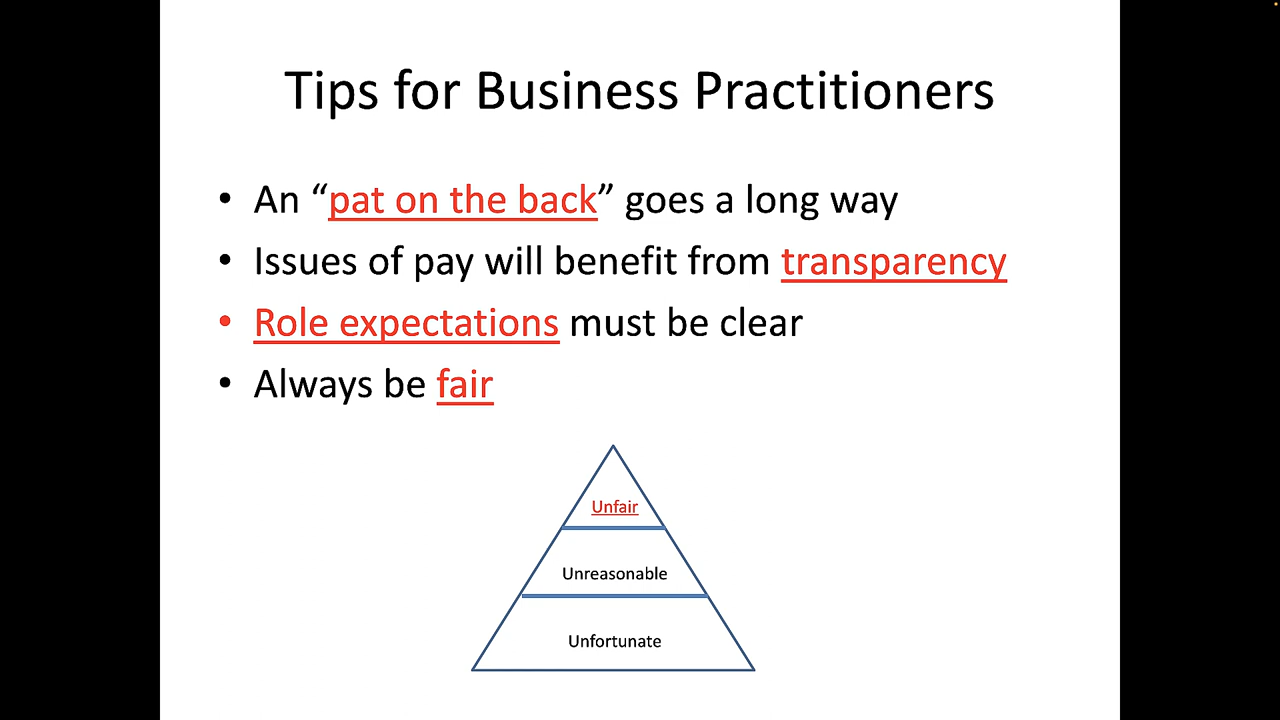 Tips for Business Practitioners
• An “pat on the back” goes a long way
• Issues of pay will benefit from transparency
• Role expectations must be clear
• Always be fair
Unfair
Unreasonable
Unfortunate